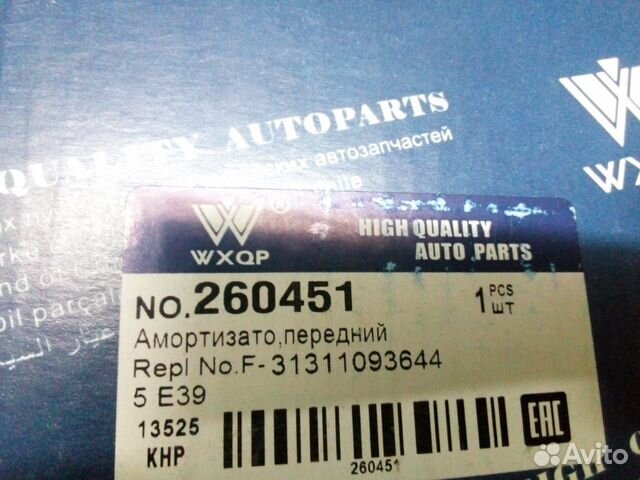 QUALITY AUTOPARTS
автозапчастей
WXQP
W ®
WXQP
HIGH QUALITY
AUTO PARTS
NO.260451
1 PCS
шт
Амортизато,передний
Repl No.F-31311093644
5 E39
13525
KHP
260451
EAC
Avito